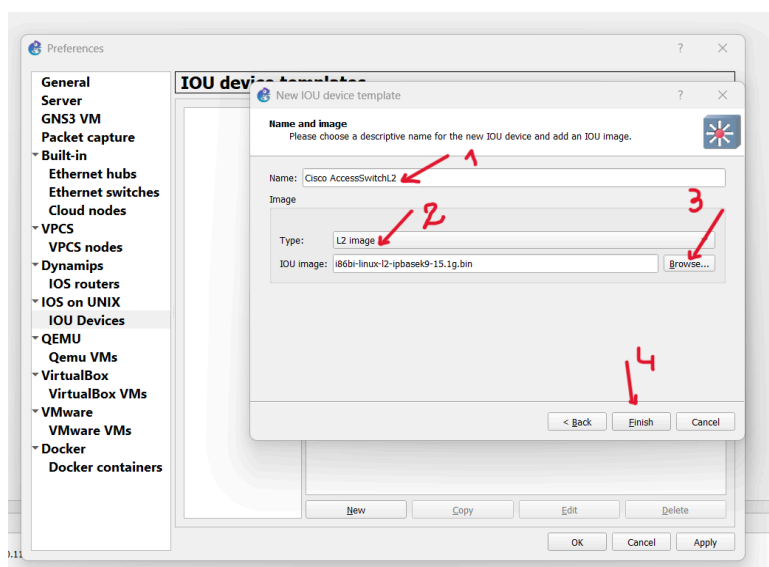 Preferences
General
Server
GNS3 VM
Packet capture
Built-in
Ethernet hubs
Ethernet switches
Cloud nodes
VPCS
VPCS nodes
Dynamips
IOS routers
IOS on UNIX
IOU Devices
QEMU
Qemu VMs
VirtualBox
VirtualBox VMs
VMware
VMware VMs
Docker
Docker containers
IOU device templates
New IOU device template
Name and image
Please choose a descriptive name for the new IOU device and add an IOU image.
1
Name: Cisco AccessSwitchL2
Image
2
3
Type: L2 image
IOU image: i86bi-linux-l2-ipbasek9-15.1g.bin Browse...
4
< Back Finish Cancel
New Copy Edit Delete
OK Cancel Apply